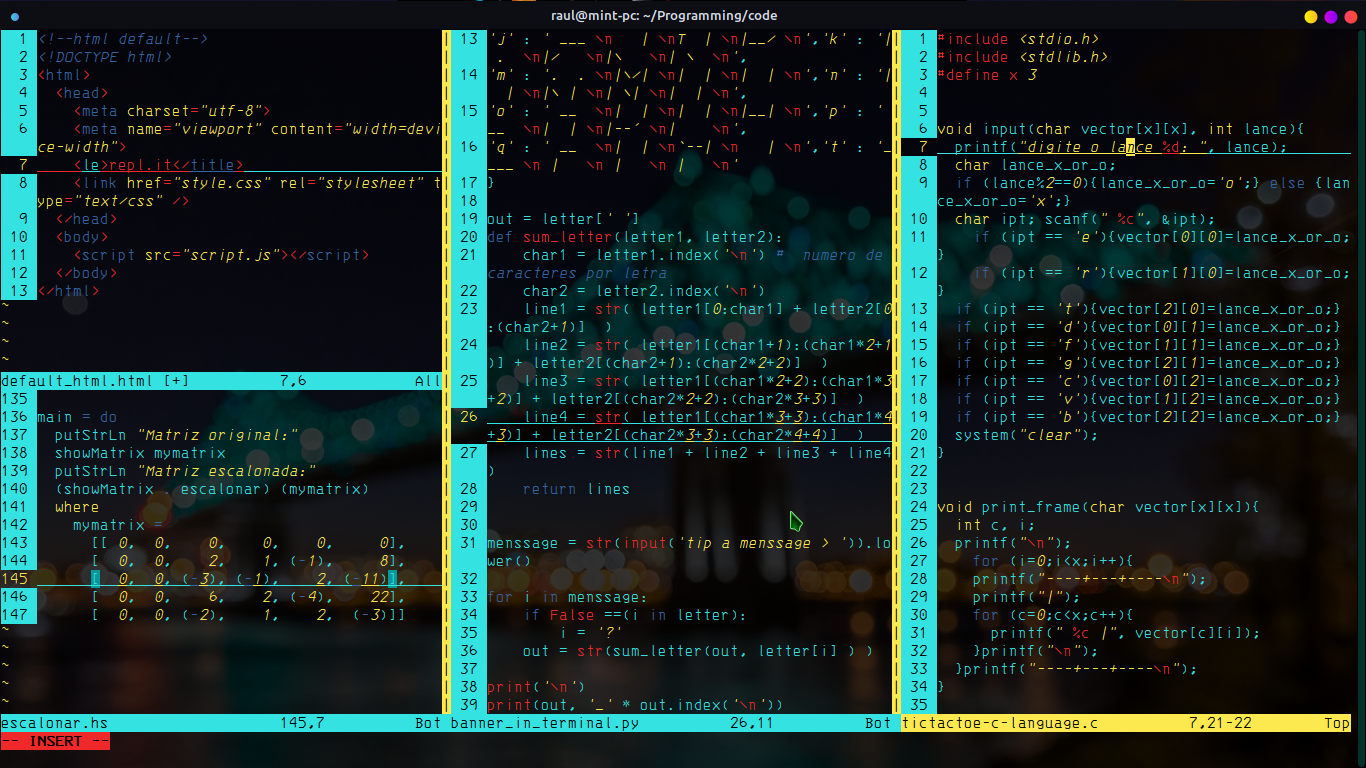 raul@mint-pc: ~/Programming/code
1 <!--html default-->
2 <!DOCTYPE html>
3 <html>
4   <head>
5     <meta charset="utf-8">
6     <meta name="viewport" content="width=devi
ce-width">
7     <le>repl.it</title>
8     <link href="style.css" rel="stylesheet" t
ype="text/css" />
9   </head>
10   <body>
11     <script src="script.js"></script>
12   </body>
13 </html>
~
~
~
~
default_html.html [+] 7,6 All
135
136 main = do
137   putStrLn "Matriz original:"
138   showMatrix mymatrix
139   putStrLn "Matriz escalonada:"
140   (showMatrix . escalonar) (mymatrix)
141   where
142     mymatrix =
143       [[ 0, 0, 0, 0, 0, 0],
144       [ 0, 0, 2, 1, (-1), 8],
145       [ 0, 0, (-3), (-1), 2, (-11)],
146       [ 0, 0, 6, 2, (-4), 22],
147       [ 0, 0, (-2), 1, 2, (-3)]]
~
~
~
~
~
escalonar.hs 145,7 Bot
-- INSERT --
13 'j' : ' ___ \n   | \nT  | \n|__/ \n','k' : '|
 .  \n|/   \n|\   \n| \  \n',
14 'm' : '.  . \n|\/| \n|  | \n|  | \n','n' : '|
  | \n|\ | \n| \| \n|  | \n',
15 'o' : ' __  \n|  | \n|  | \n|__| \n','p' : '
__  \n|  | \n|--´ \n|    \n',
16 'q' : ' __  \n|  | \n`--| \n   | \n','t' : '_
___ \n |   \n |   \n |   \n'
17 }
18
19 out = letter[' ']
20 def sum_letter(letter1, letter2):
21     char1 = letter1.index('\n') #  numero de
caracteres por letra
22     char2 = letter2.index('\n')
23     line1 = str( letter1[0:char1] + letter2[0
:(char2+1)]  )
24     line2 = str( letter1[(char1+1):(char1*2+1
)] + letter2[(char2+1):(char2*2+2)]  )
25     line3 = str( letter1[(char1*2+2):(char1*3
+2)] + letter2[(char2*2+2):(char2*3+3)]  )
26     line4 = str( letter1[(char1*3+3):(char1*4
+3)] + letter2[(char2*3+3):(char2*4+4)]  )
27     lines = str(line1 + line2 + line3 + line4
)
28     return lines
29
30
31 menssage = str(input('tip a menssage > ')).lo
wer()
32
33 for i in menssage:
34     if False ==(i in letter):
35         i = '?'
36     out = str(sum_letter(out, letter[i] ) )
37
38 print('\n')
39 print(out, '_' * out.index('\n'))
banner_in_terminal.py 26,11 Bot
1 #include <stdio.h>
2 #include <stdlib.h>
3 #define x 3
4
5
6 void input(char vector[x][x], int lance){
7   printf("digite o lance %d: ", lance);
8   char lance_x_or_o;
9   if (lance%2==0){lance_x_or_o='o';} else {lan
ce_x_or_o='x';}
10   char ipt; scanf(" %c", &ipt);
11     if (ipt == 'e'){vector[0][0]=lance_x_or_o;
}
12     if (ipt == 'r'){vector[1][0]=lance_x_or_o;
}
13   if (ipt == 't'){vector[2][0]=lance_x_or_o;}
14   if (ipt == 'd'){vector[0][1]=lance_x_or_o;}
15   if (ipt == 'f'){vector[1][1]=lance_x_or_o;}
16   if (ipt == 'g'){vector[2][1]=lance_x_or_o;}
17   if (ipt == 'c'){vector[0][2]=lance_x_or_o;}
18   if (ipt == 'v'){vector[1][2]=lance_x_or_o;}
19   if (ipt == 'b'){vector[2][2]=lance_x_or_o;}
20   system("clear");
21 }
22
23
24 void print_frame(char vector[x][x]){
25   int c, i;
26   printf("\n");
27     for (i=0;i<x;i++){
28     printf("----+---+----\n");
29     printf("|");
30     for (c=0;c<x;c++){
31       printf(" %c |", vector[c][i]);
32     }printf("\n");
33   }printf("----+---+----\n");
34 }
35
tictactoe-c-language.c 7,21-22 Top